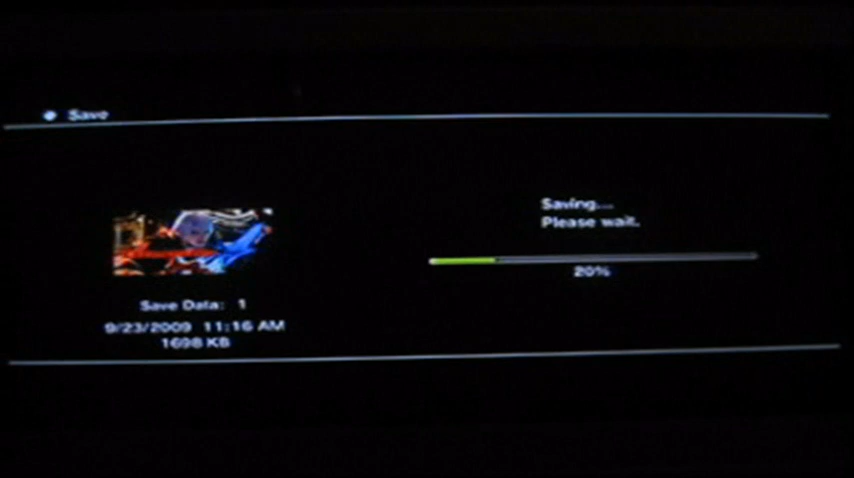 Save
Saving...
Please wait.
20%
Save Data: 1
9/23/2009 11:16 AM
1698 KB